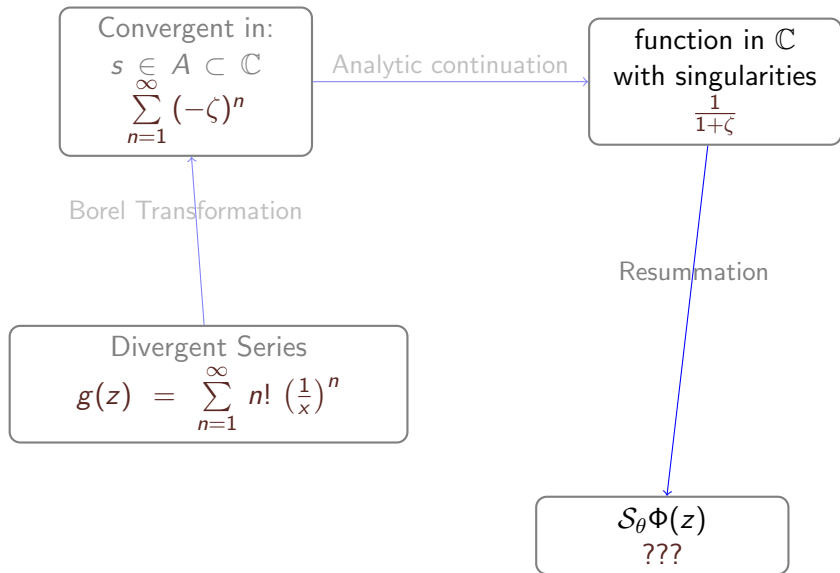 Convergent in:
s ∈ A ⊂ ℂ
∑_{n=1}^{∞} (−ζ)^n
Analytic continuation
function in ℂ
with singularities
1/(1+ζ)
Borel Transformation
Resummation
Divergent Series
g(z) = ∑_{n=1}^{∞} n! (1/x)^n
𝒮_θΦ(z)
???